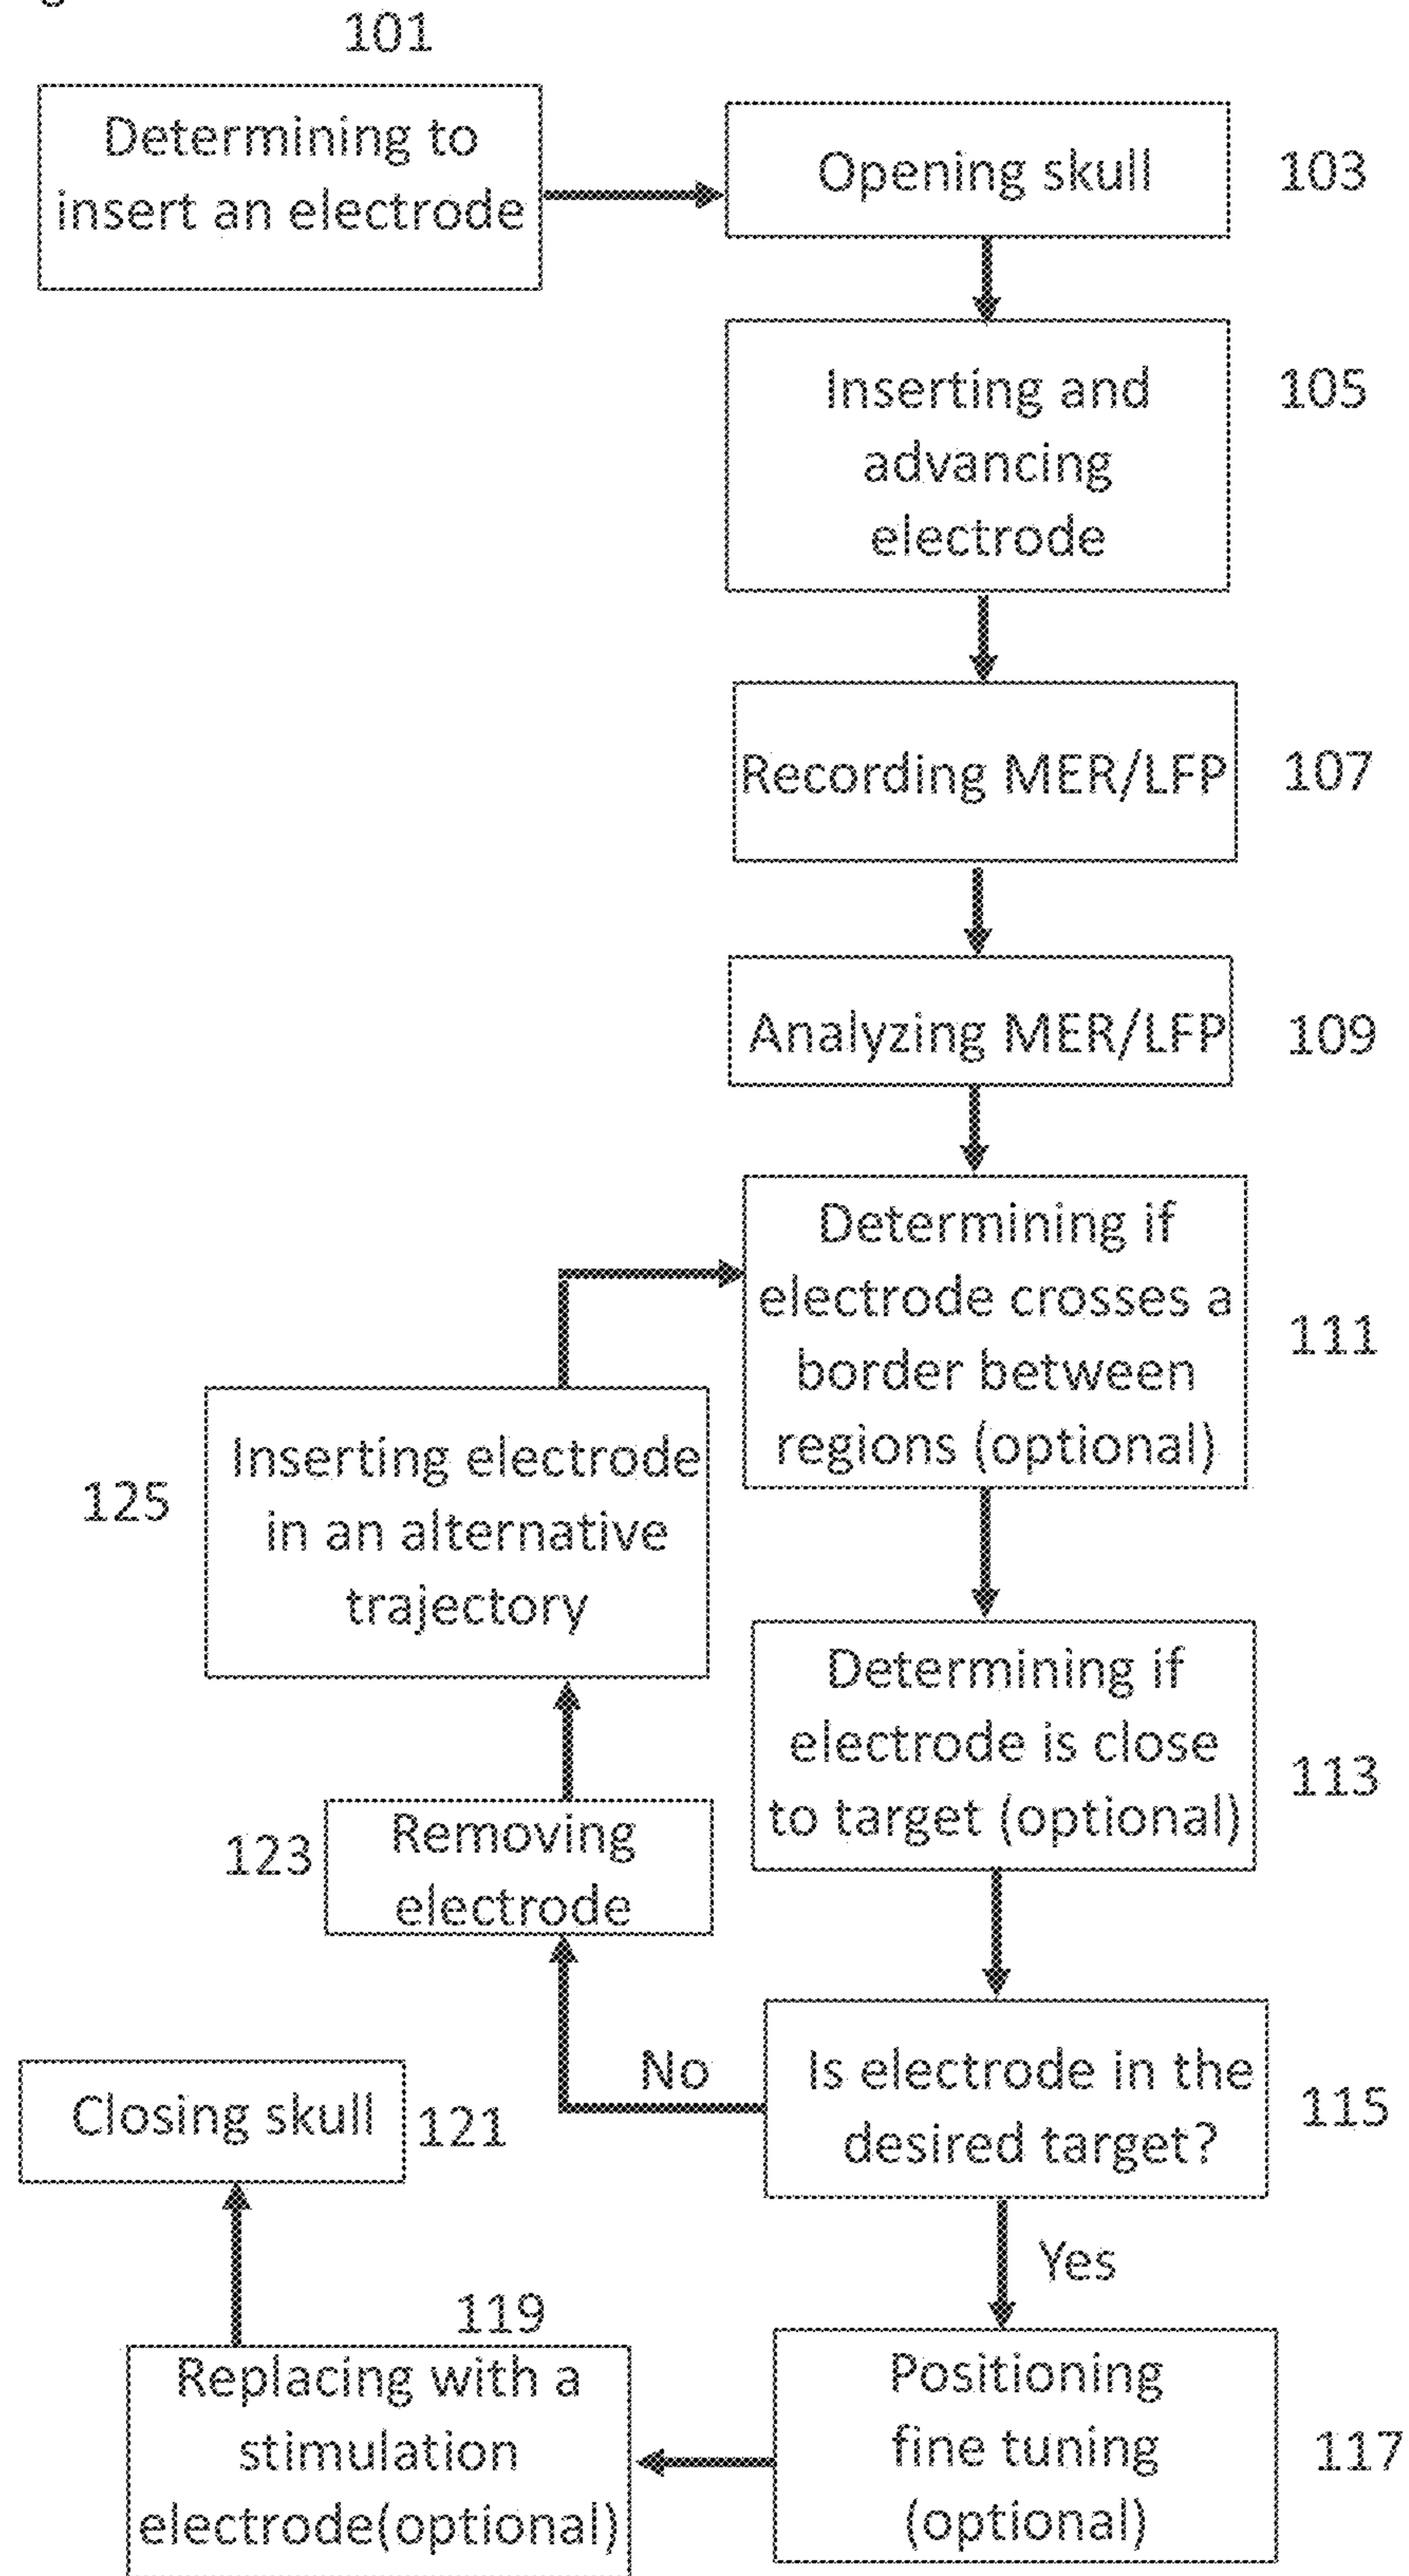 101
Determining to
insert an electrode
Opening skull
103
Inserting and
advancing
electrode
105
Recording MER/LFP
107
Analyzing MER/LFP
109
Determining if
electrode crosses a
border between
regions (optional)
111
Inserting electrode
in an alternative
trajectory
125
Determining if
electrode is close
to target (optional)
113
Removing
electrode
123
Is electrode in the
desired target?
115
No
Closing skull
121
Yes
119
Replacing with a
stimulation
electrode(optional)
Positioning
fine tuning
(optional)
117